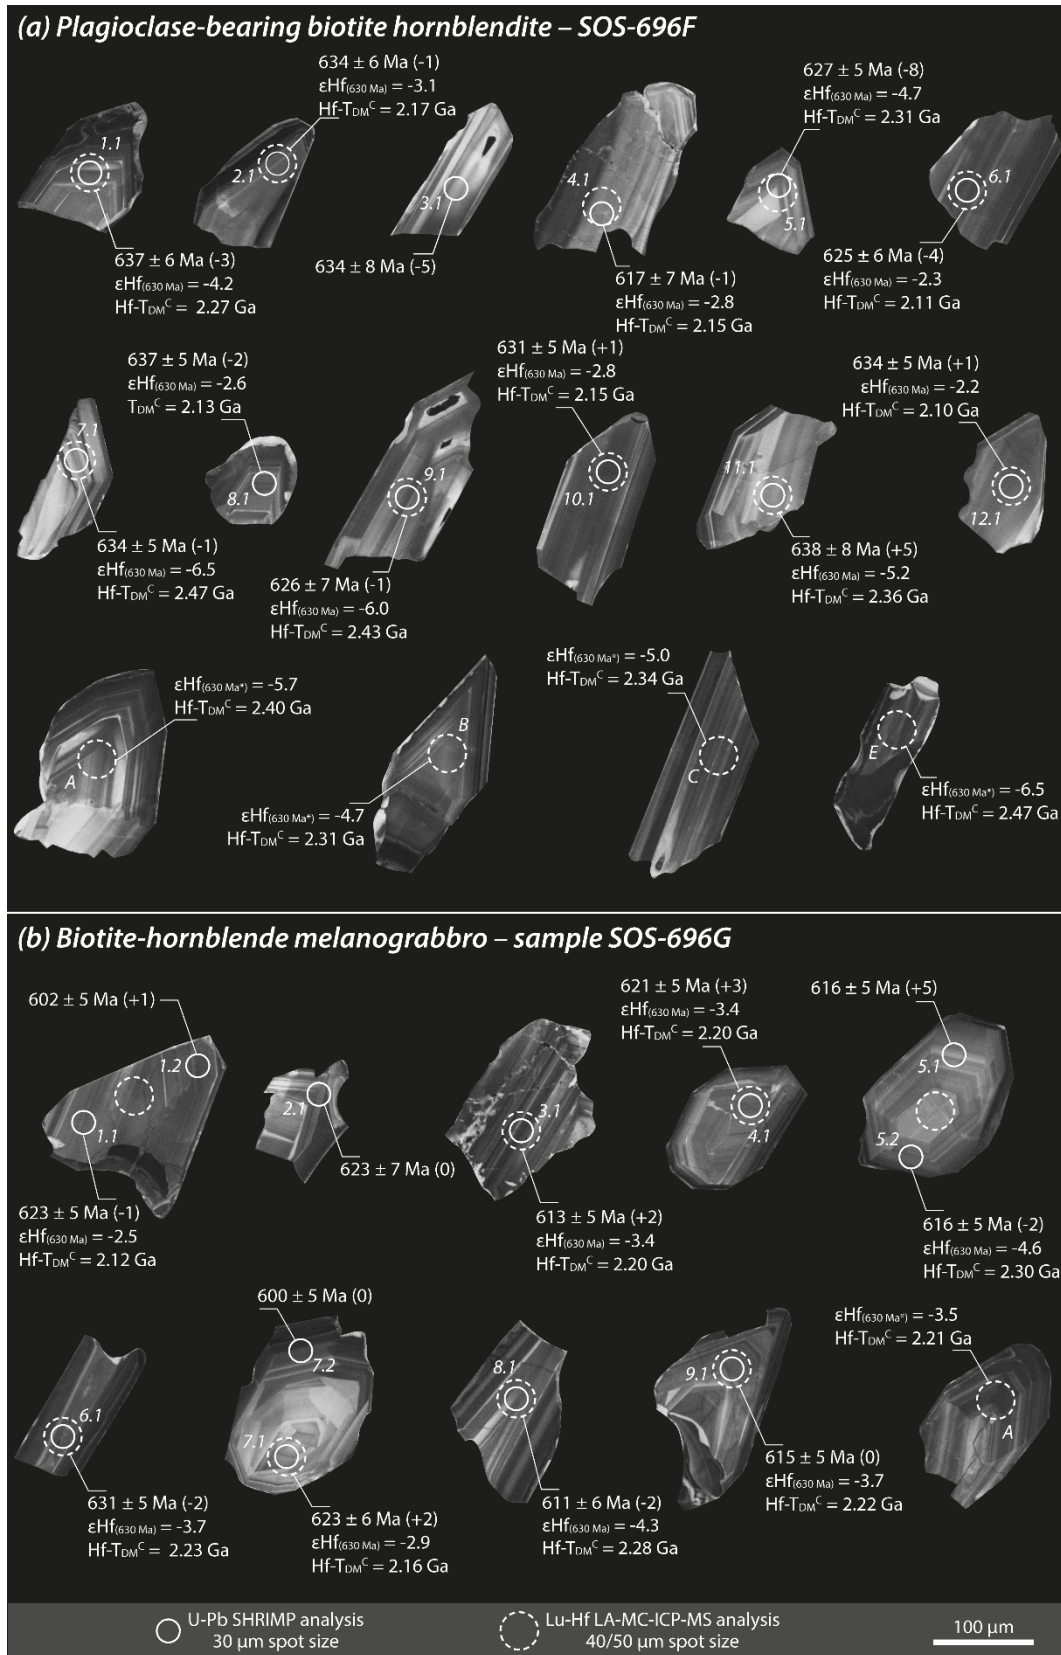 (a) Plagioclase-bearing biotite hornblendite – SOS-696F
634 ± 6 Ma (-1)
εHf(630 Ma) = -3.1
Hf-TDMC = 2.17 Ga
627 ± 5 Ma (-8)
εHf(630 Ma) = -4.7
Hf-TDMC = 2.31 Ga
1.1
2.1
3.1
4.1
5.1
6.1
637 ± 6 Ma (-3)
εHf(630 Ma) = -4.2
Hf-TDMC = 2.27 Ga
634 ± 8 Ma (-5)
617 ± 7 Ma (-1)
εHf(630 Ma) = -2.8
Hf-TDMC = 2.15 Ga
625 ± 6 Ma (-4)
εHf(630 Ma) = -2.3
Hf-TDMC = 2.11 Ga
637 ± 5 Ma (-2)
εHf(630 Ma) = -2.6
TDMC = 2.13 Ga
631 ± 5 Ma (+1)
εHf(630 Ma) = -2.8
Hf-TDMC = 2.15 Ga
634 ± 5 Ma (+1)
εHf(630 Ma) = -2.2
Hf-TDMC = 2.10 Ga
7.1
8.1
9.1
10.1
11.1
12.1
634 ± 5 Ma (-1)
εHf(630 Ma) = -6.5
Hf-TDMC = 2.47 Ga
626 ± 7 Ma (-1)
εHf(630 Ma) = -6.0
Hf-TDMC = 2.43 Ga
638 ± 8 Ma (+5)
εHf(630 Ma) = -5.2
Hf-TDMC = 2.36 Ga
εHf(630 Ma*) = -5.7
Hf-TDMC = 2.40 Ga
A
εHf(630 Ma*) = -4.7
Hf-TDMC = 2.31 Ga
B
εHf(630 Ma*) = -5.0
Hf-TDMC = 2.34 Ga
C
E
εHf(630 Ma*) = -6.5
Hf-TDMC = 2.47 Ga
(b) Biotite-hornblende melanograbbro – sample SOS-696G
602 ± 5 Ma (+1)
621 ± 5 Ma (+3)
εHf(630 Ma) = -3.4
Hf-TDMC = 2.20 Ga
616 ± 5 Ma (+5)
1.2
1.1
2.1
3.1
4.1
5.1
5.2
623 ± 5 Ma (-1)
εHf(630 Ma) = -2.5
Hf-TDMC = 2.12 Ga
623 ± 7 Ma (0)
613 ± 5 Ma (+2)
εHf(630 Ma) = -3.4
Hf-TDMC = 2.20 Ga
616 ± 5 Ma (-2)
εHf(630 Ma) = -4.6
Hf-TDMC = 2.30 Ga
600 ± 5 Ma (0)
εHf(630 Ma*) = -3.5
Hf-TDMC = 2.21 Ga
6.1
7.2
7.1
8.1
9.1
A
631 ± 5 Ma (-2)
εHf(630 Ma) = -3.7
Hf-TDMC = 2.23 Ga
623 ± 6 Ma (+2)
εHf(630 Ma) = -2.9
Hf-TDMC = 2.16 Ga
611 ± 6 Ma (-2)
εHf(630 Ma) = -4.3
Hf-TDMC = 2.28 Ga
615 ± 5 Ma (0)
εHf(630 Ma) = -3.7
Hf-TDMC = 2.22 Ga
U-Pb SHRIMP analysis
30 µm spot size
Lu-Hf LA-MC-ICP-MS analysis
40/50 µm spot size
100 µm